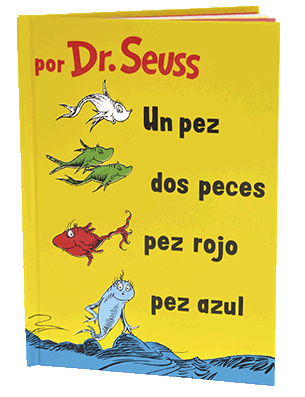 por Dr. Seuss
Un pez
dos peces
pez rojo
pez azul